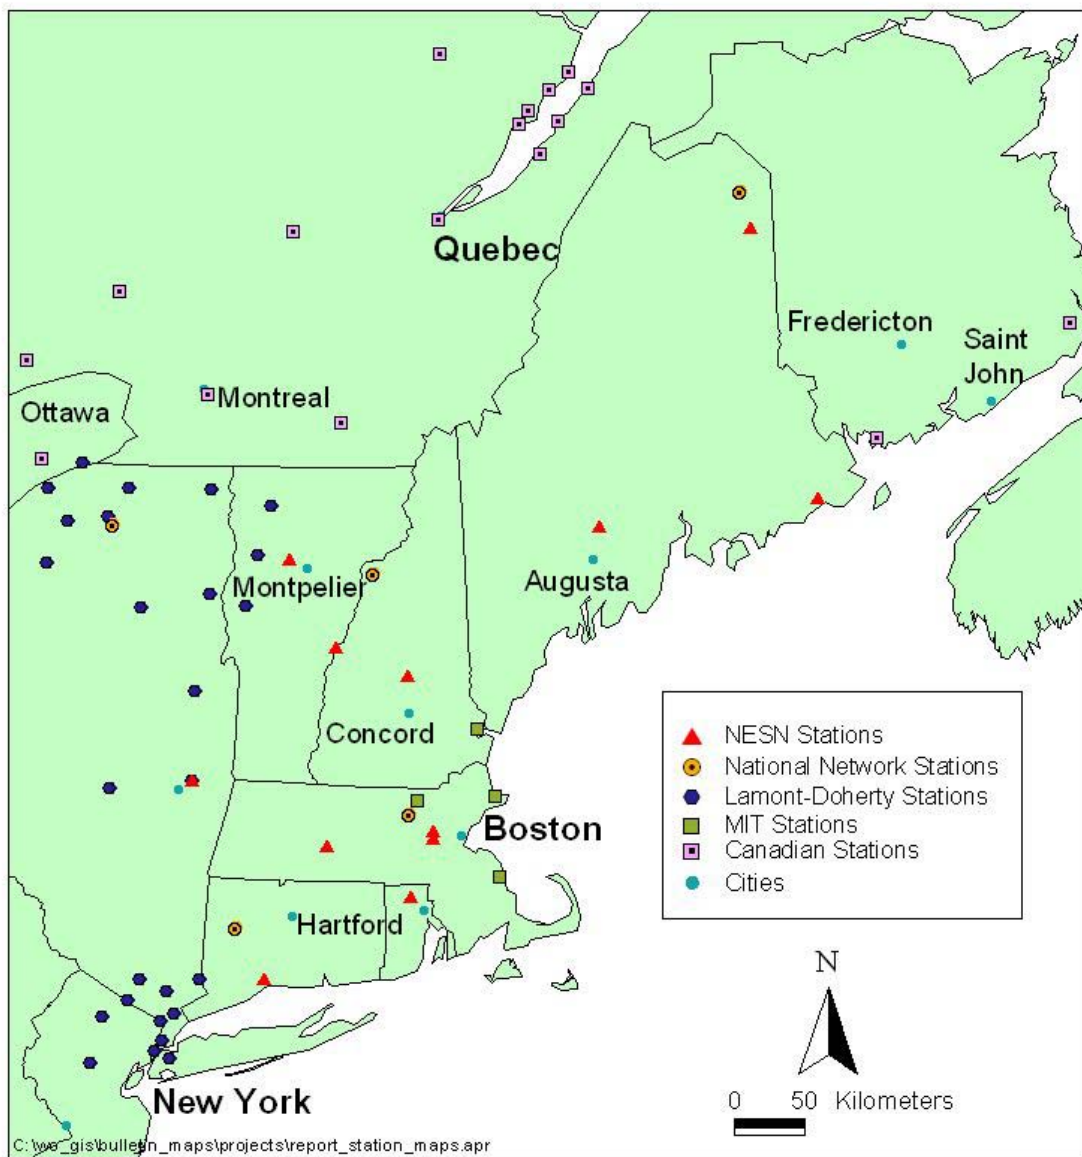 Quebec
Fredericton
Saint
John
Montreal
Ottawa
Montpelier
Augusta
Concord
NESN Stations
National Network Stations
Lamont-Doherty Stations
MIT Stations
Canadian Stations
Cities
Boston
Hartford
N
New York
0 50 Kilometers
C:\wo_gis\bulletin_maps\projects\report_station_maps.apr